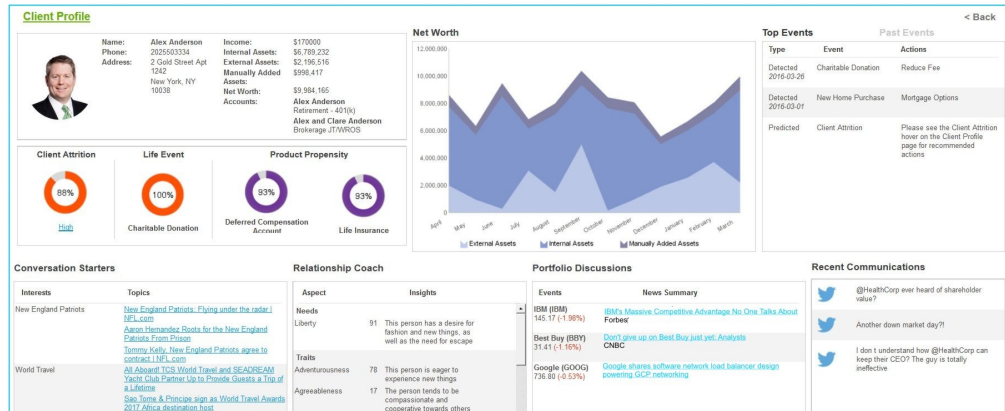 Client Profile
< Back
Name: Alex Anderson
Phone: 2025503334
Address: 2 Gold Street Apt
1242
New York, NY
10038
Income: $170000
Internal Assets: $6,789,232
External Assets: $2,196,516
Manually Added $998,417
Assets:
Net Worth: $9,984,165
Accounts: Alex Anderson
Retirement - 401(k)
Alex and Clare Anderson
Brokerage JT/WROS
Client Attrition
88%
High
Life Event
100%
Charitable Donation
Product Propensity
93%
Deferred Compensation
Account
93%
Life Insurance
Net Worth
12,000,000
10,000,000
8,000,000
6,000,000
4,000,000
2,000,000
0
April May June July August September October November December January February March
External Assets Internal Assets Manually Added Assets
Top Events Past Events
Type Event Actions
Detected Charitable Donation Reduce Fee
2016-03-26
Detected New Home Purchase Mortgage Options
2016-03-01
Predicted Client Attrition Please see the Client Attrition
hover on the Client Profile
page for recommended
actions
Conversation Starters
Interests Topics
New England Patriots New England Patriots: Flying under the radar |
NFL.com
Aaron Hernandez Roots for the New England
Patriots From Prison
Tommy Kelly, New England Patriots agree to
contract | NFL.com
World Travel All Aboard! TCS World Travel and SEADREAM
Yacht Club Partner Up to Provide Guests a Trip of
a Lifetime
Sao Tome & Principe sign as World Travel Awards
2017 Africa destination host
Relationship Coach
Aspect Insights
Needs
Liberty 91 This person has a desire for
fashion and new things, as
well as the need for escape
Traits
Adventurousness 78 This person is eager to
experience new things
Agreeableness 17 The person tends to be
compassionate and
cooperative towards others
Portfolio Discussions
Events News Summary
IBM (IBM) IBM's Massive Competitive Advantage No One Talks About
145.17 (-1.98%) Forbes'
Best Buy (BBY) Don't give up on Best Buy just yet: Analysts
31.41 (-1.16%) CNBC
Google (GOOG) Google shares software network load balancer design
736.80 (-0.53%) powering GCP networking
Recent Communications
@HealthCorp ever heard of shareholder
value?
Another down market day?!
I don t understand how @HealthCorp can
keep their CEO? The guy is totally
ineffective